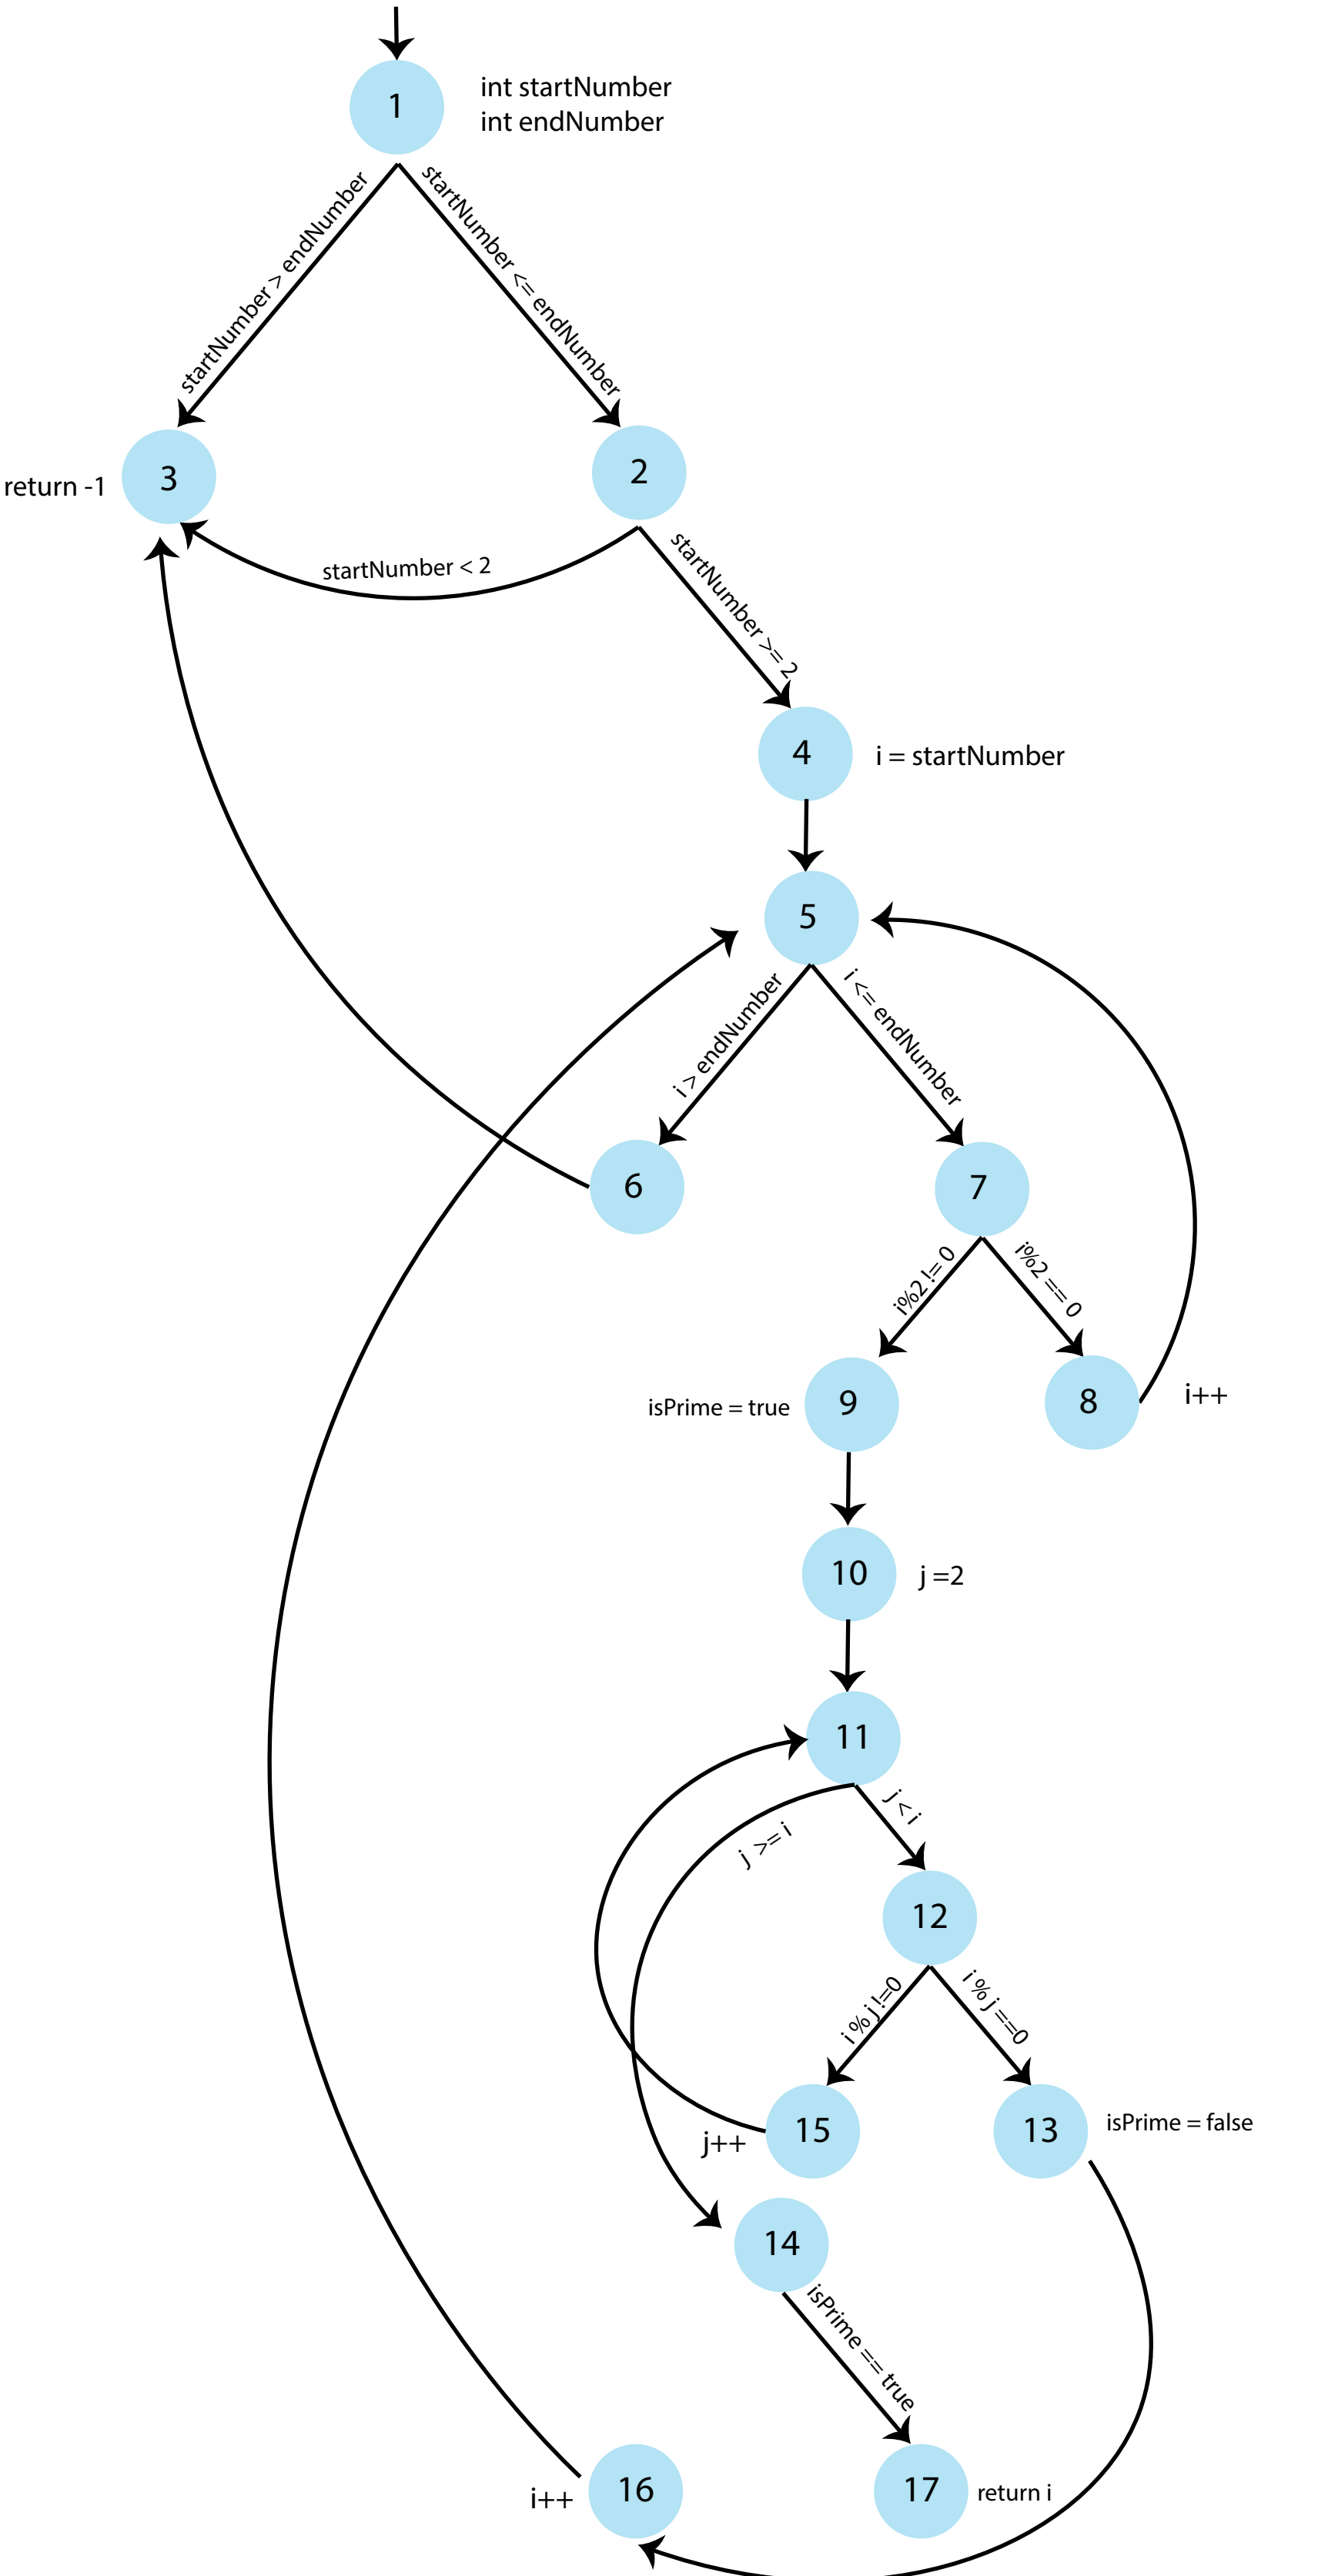 1
int startNumber
int endNumber
startNumber > endNumber
startNumber <= endNumber
return -1
3
2
startNumber < 2
startNumber >= 2
4
i = startNumber
5
i > endNumber
i <= endNumber
6
7
i%2 != 0
i%2 == 0
isPrime = true
9
8
i++
10
j =2
11
j >= i
j < i
12
i % j !=0
i % j ==0
j++
15
13
isPrime = false
14
isPrime == true
i++
16
17
return i